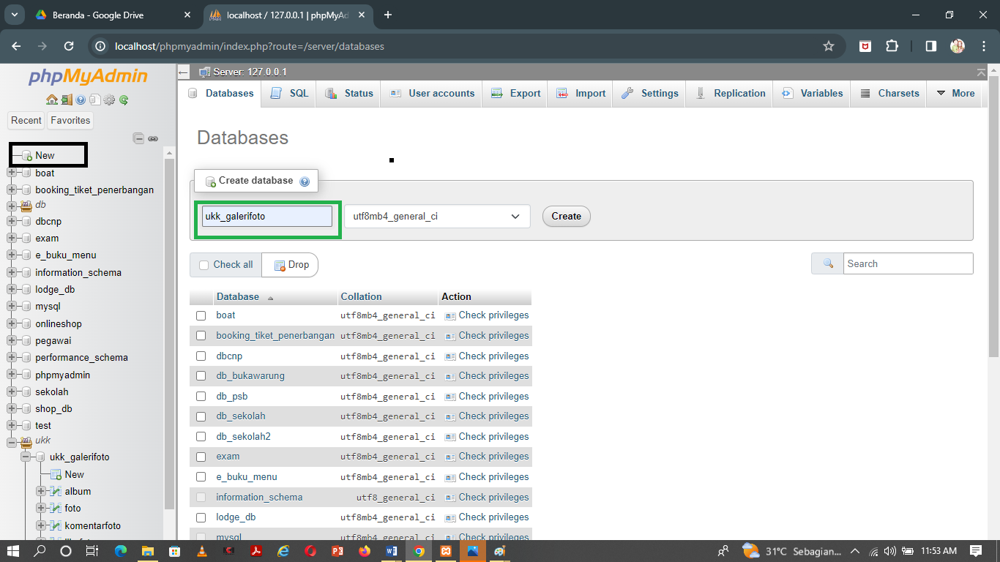 Beranda - Google Drive
localhost / 127.0.0.1 | phpMyAd
localhost/phpmyadmin/index.php?route=/server/databases
phpMyAdmin
Recent Favorites
New
boat
booking_tiket_penerbangan
db
dbcnp
exam
e_buku_menu
information_schema
lodge_db
mysql
onlineshop
pegawai
performance_schema
phpmyadmin
sekolah
shop_db
test
ukk
ukk_galerifoto
New
album
foto
komentarfoto
Server: 127.0.0.1
Databases SQL Status User accounts Export Import Settings Replication Variables Charsets More
Databases
Create database
ukk_galerifoto utf8mb4_general_ci Create
Check all Drop Search
Database Collation Action
boat utf8mb4_general_ci Check privileges
booking_tiket_penerbangan utf8mb4_general_ci Check privileges
dbcnp utf8mb4_general_ci Check privileges
db_bukawarung utf8mb4_general_ci Check privileges
db_psb utf8mb4_general_ci Check privileges
db_sekolah utf8mb4_general_ci Check privileges
db_sekolah2 utf8mb4_general_ci Check privileges
exam utf8mb4_general_ci Check privileges
e_buku_menu utf8mb4_general_ci Check privileges
information_schema utf8_general_ci Check privileges
lodge_db utf8mb4_general_ci Check privileges
mysql utf8mb4_general_ci Check privileges
31°C Sebagian... 11:53 AM